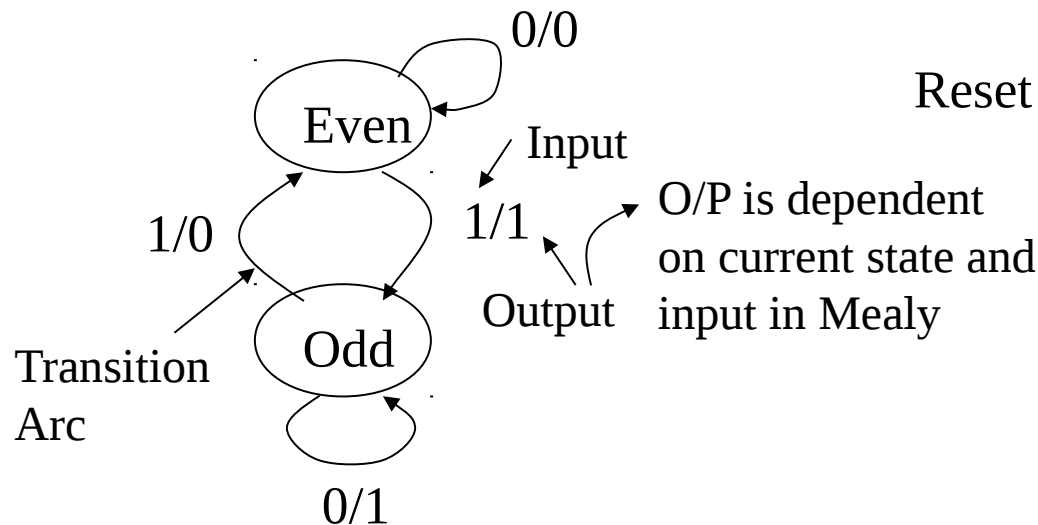 0/0
Reset
Even
Input
1/0
1/1
O/P is dependent
on current state and
input in Mealy
Output
Odd
Transition
Arc
0/1